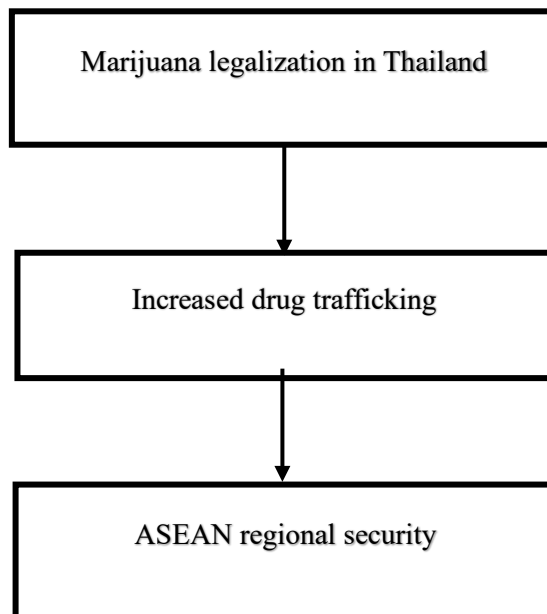 Marijuana legalization in Thailand
Increased drug trafficking
ASEAN regional security